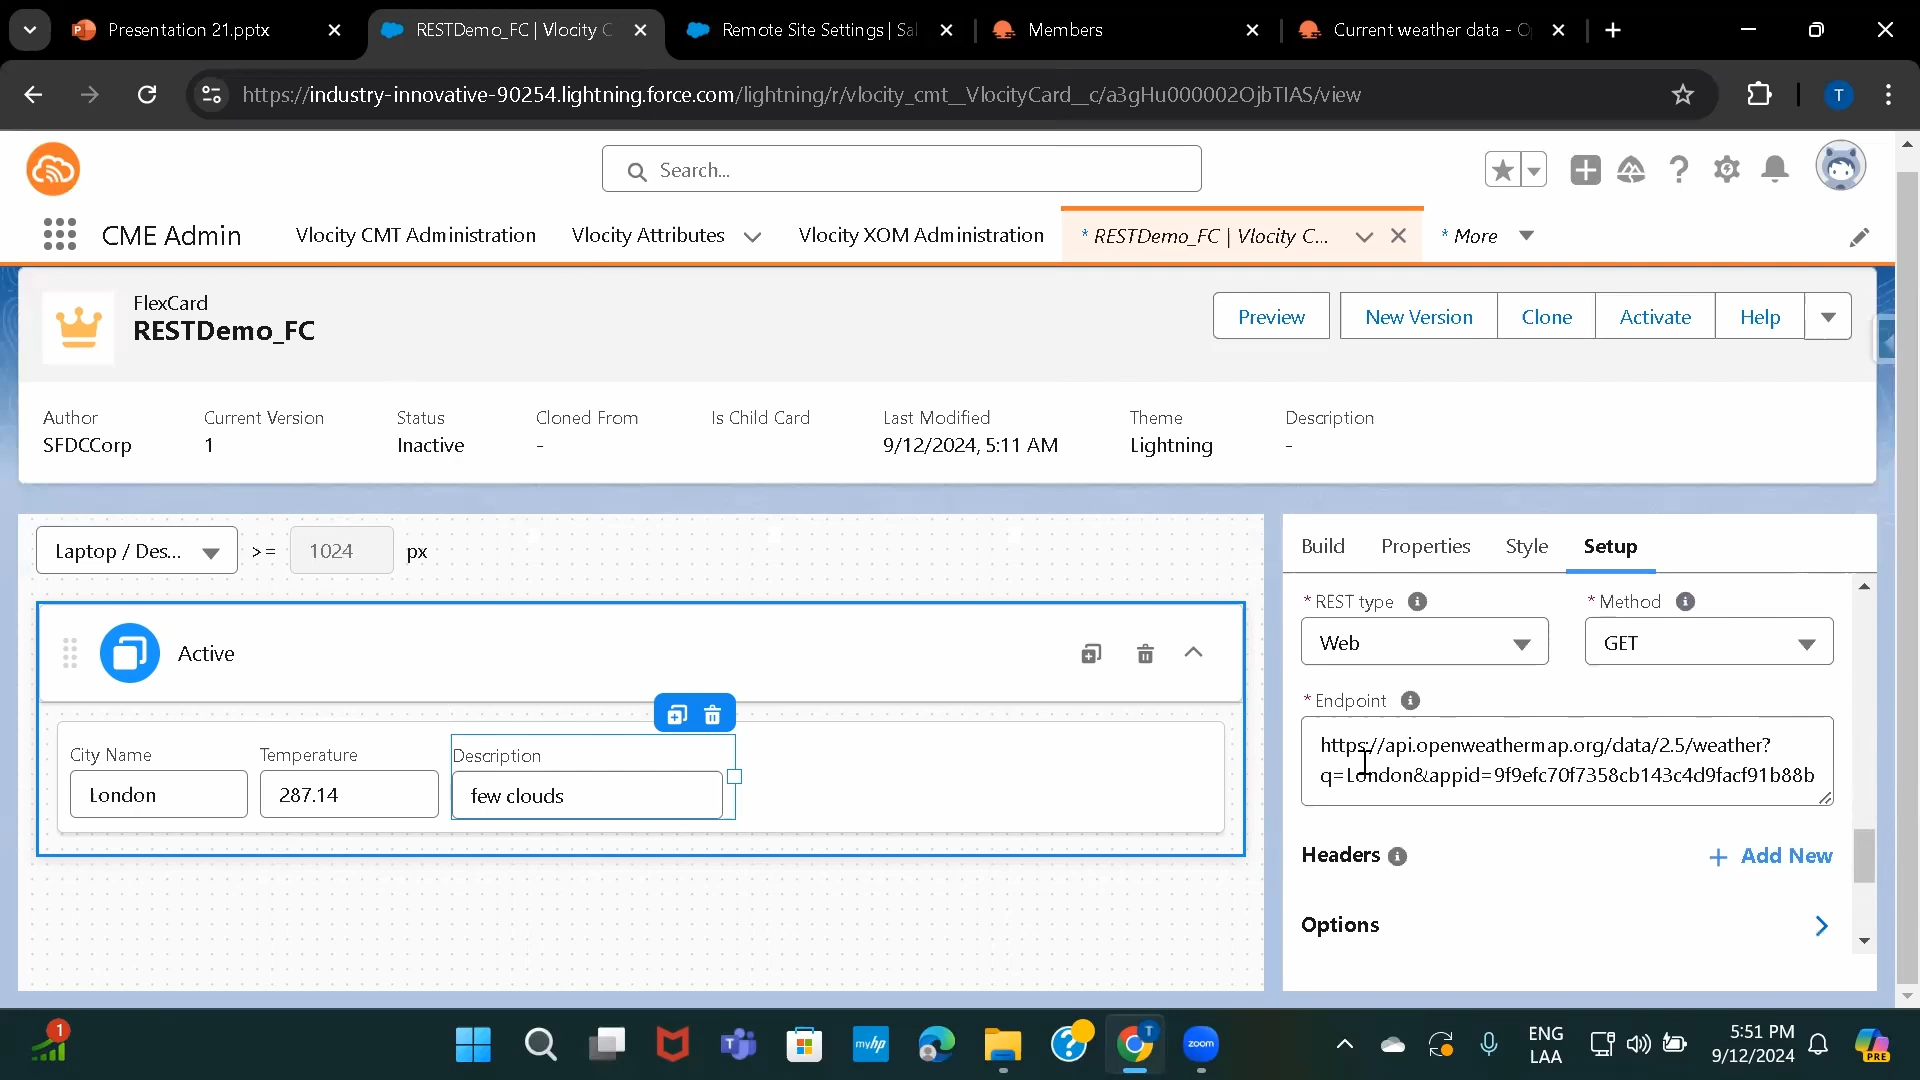 Presentation 21.pptx
RESTDemo_FC | Vlocity C
Remote Site Settings | Sal
Members
Current weather data - O
https://industry-innovative-90254.lightning.force.com/lightning/r/vlocity_cmt__VlocityCard__c/a3gHu000002OjbTIAS/view
T
Search...
CME Admin
Vlocity CMT Administration
Vlocity Attributes
Vlocity XOM Administration
* RESTDemo_FC | Vlocity C...
* More
FlexCard
RESTDemo_FC
Preview
New Version
Clone
Activate
Help
Author
Current Version
Status
Cloned From
Is Child Card
Last Modified
Theme
Description
SFDCCorp
1
Inactive
-
9/12/2024, 5:11 AM
Lightning
-
Laptop / Des...
>=
1024
px
Build
Properties
Style
Setup
Active
City Name
Temperature
Description
London
287.14
few clouds
* REST type
* Method
Web
GET
* Endpoint
https://api.openweathermap.org/data/2.5/weather?
q=London&appid=9f9efc70f7358cb143c4d9facf91b88b
Headers
+ Add New
Options
1
myhp
T
zoom
ENG
LAA
5:51 PM
9/12/2024
PRE